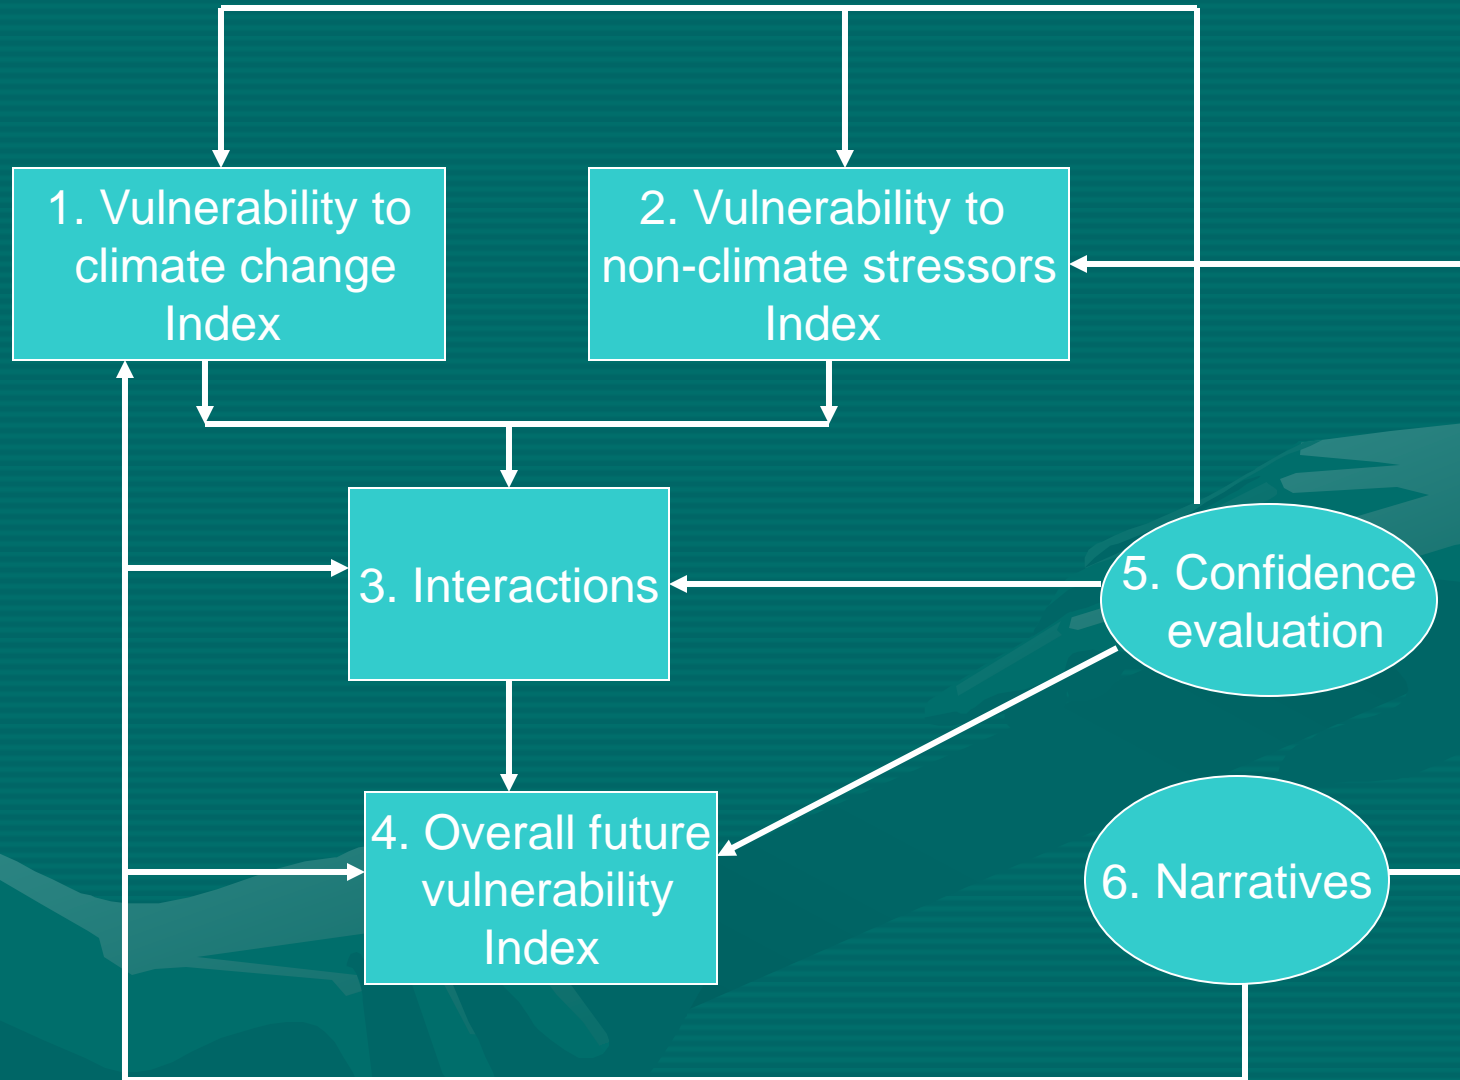 1. Vulnerability to
climate change
Index
2. Vulnerability to
non-climate stressors
Index
3. Interactions
5. Confidence
evaluation
4. Overall future
vulnerability
Index
6. Narratives